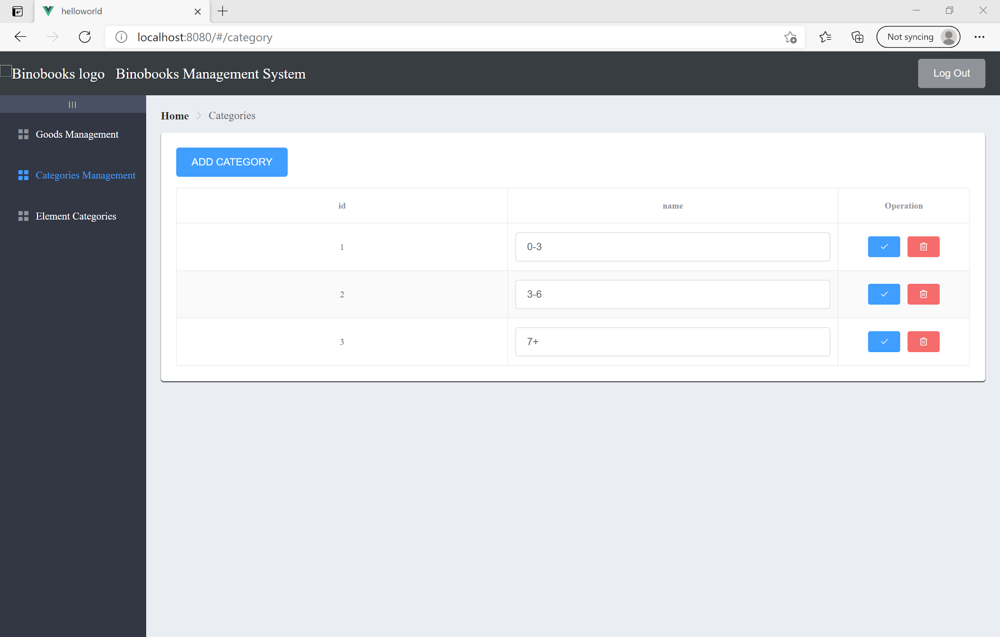 helloworld
localhost:8080/#/category
Not syncing
Binobooks logo Binobooks Management System
Log Out
|||
Goods Management
Categories Management
Element Categories
Home Categories
ADD CATEGORY
id name Operation
1 0-3
2 3-6
3 7+